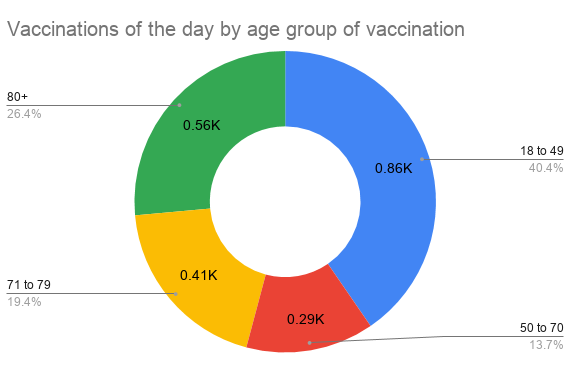 Vaccinations of the day by age group of vaccination
80+
26.4%
0.56K
18 to 49
40.4%
0.86K
71 to 79
19.4%
0.41K
0.29K
50 to 70
13.7%